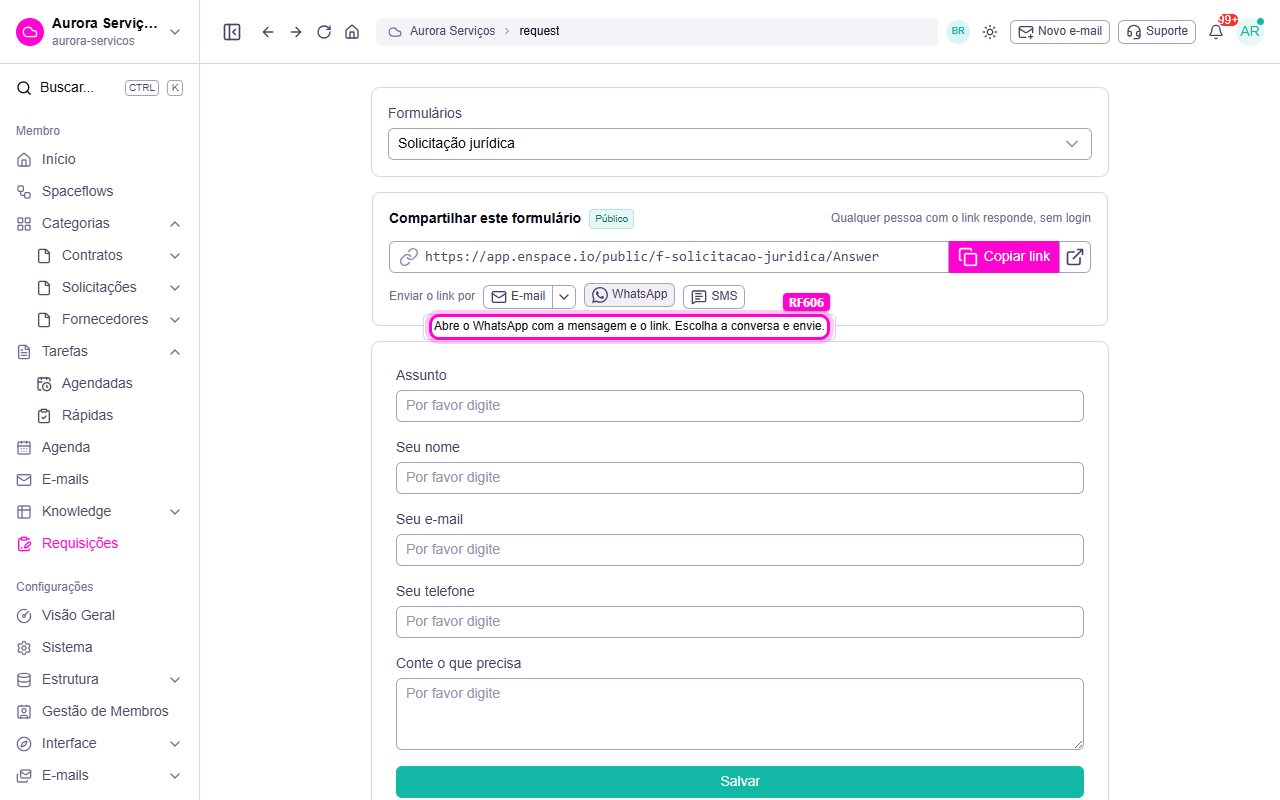 Aurora Serviç...
aurora-servicos
Aurora Serviços > request
BR
Novo e-mail
Suporte
99+
AR
Buscar...
CTRL
K
Membro
Início
Spaceflows
Categorias
Contratos
Solicitações
Fornecedores
Tarefas
Agendadas
Rápidas
Agenda
E-mails
Knowledge
Requisições
Configurações
Visão Geral
Sistema
Estrutura
Gestão de Membros
Interface
E-mails
Formulários
Solicitação jurídica
Compartilhar este formulário
Público
Qualquer pessoa com o link responde, sem login
https://app.enspace.io/public/f-solicitacao-juridica/Answer
Copiar link
Enviar o link por
E-mail
WhatsApp
SMS
RF606
Abre o WhatsApp com a mensagem e o link. Escolha a conversa e envie.
Assunto
Por favor digite
Seu nome
Por favor digite
Seu e-mail
Por favor digite
Seu telefone
Por favor digite
Conte o que precisa
Por favor digite
Salvar